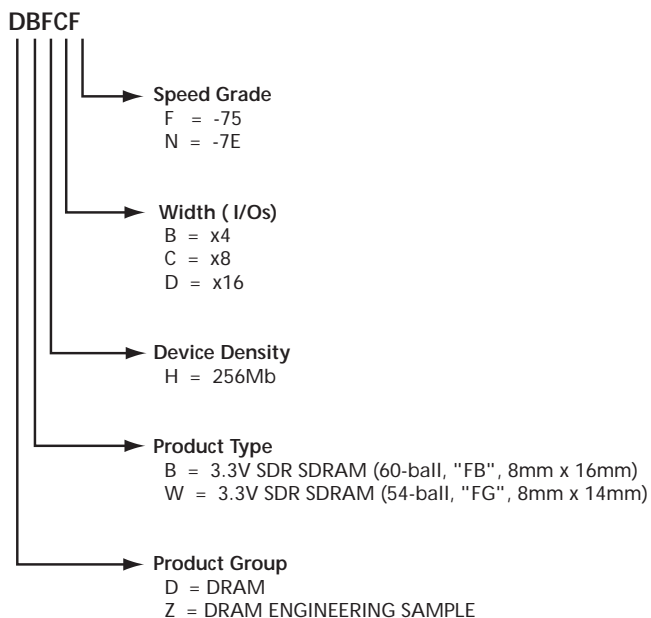 DBFCF
Speed Grade
F = -75
N = -7E
Width ( I/Os)
B = x4
C = x8
D = x16
Device Density
H = 256Mb
Product Type
B = 3.3V SDR SDRAM (60-ball, "FB", 8mm x 16mm)
W = 3.3V SDR SDRAM (54-ball, "FG", 8mm x 14mm)
Product Group
D = DRAM
Z = DRAM ENGINEERING SAMPLE